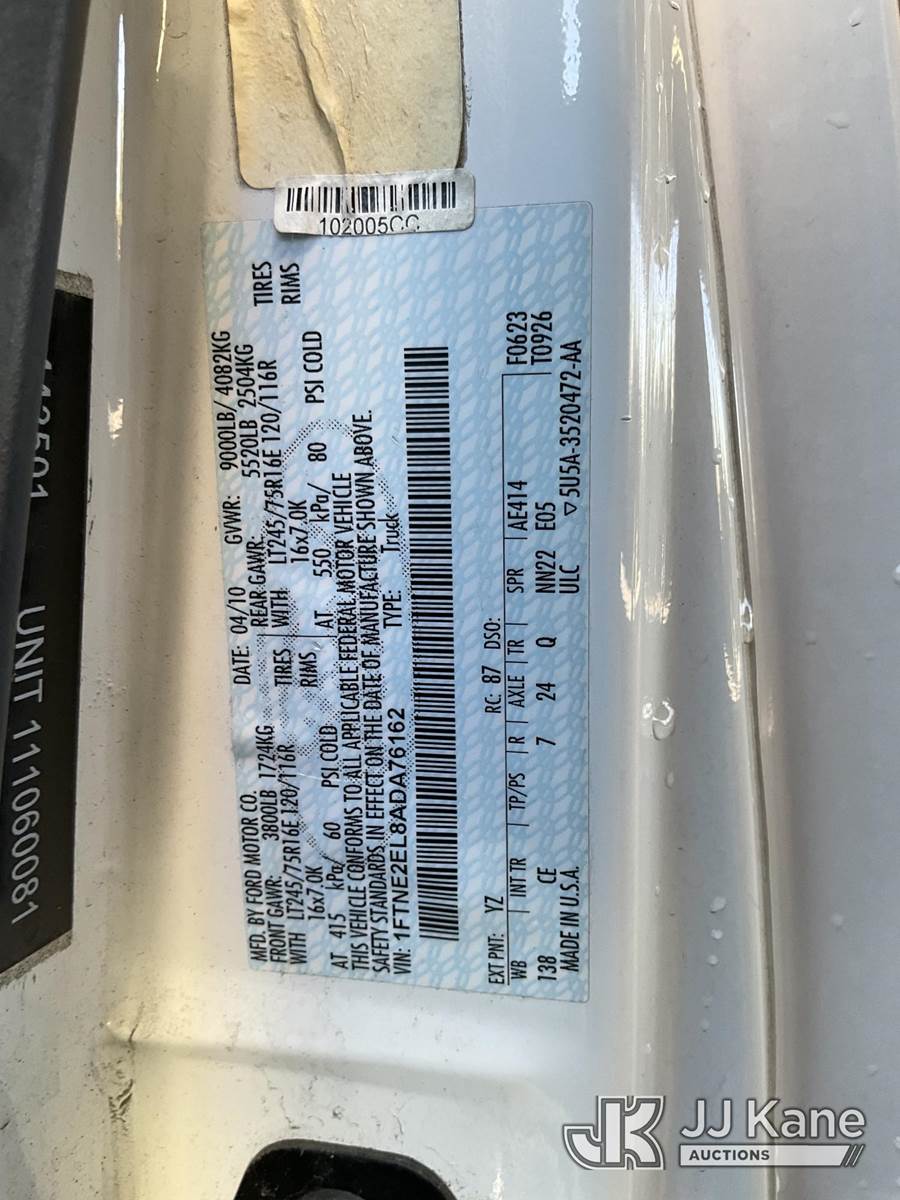 102005CC
MFD. BY FORD MOTOR CO.
DATE: 04/10 GVWR: 9000LB/ 4082KG
FRONT GAWR: 3800LB 1724KG REAR GAWR: 5520LB 2504KG
WITH LT245/75R16E 120/116R TIRES WITH LT245/75R16E 120/116R TIRES
16x7.0K RIMS 16x7.0K RIMS
AT 415 kPa/ 60 PSI COLD AT 550 kPa/ 80 PSI COLD
THIS VEHICLE CONFORMS TO ALL APPLICABLE FEDERAL MOTOR VEHICLE
SAFETY STANDARDS IN EFFECT ON THE DATE OF MANUFACTURE SHOWN ABOVE.
VIN: 1FTNE2EL8ADA76162 TYPE: Truck
EXT PNT: YZ RC: 87 DSO: F0623
WB INT TR TP/PS R AXLE TR SPR AE414 T0926
138 CE 7 24 Q NN22 E05
MADE IN U.S.A. ULC ▽5U5A-3520472-AA
UNIT 111060081
JK JJ Kane
AUCTIONS